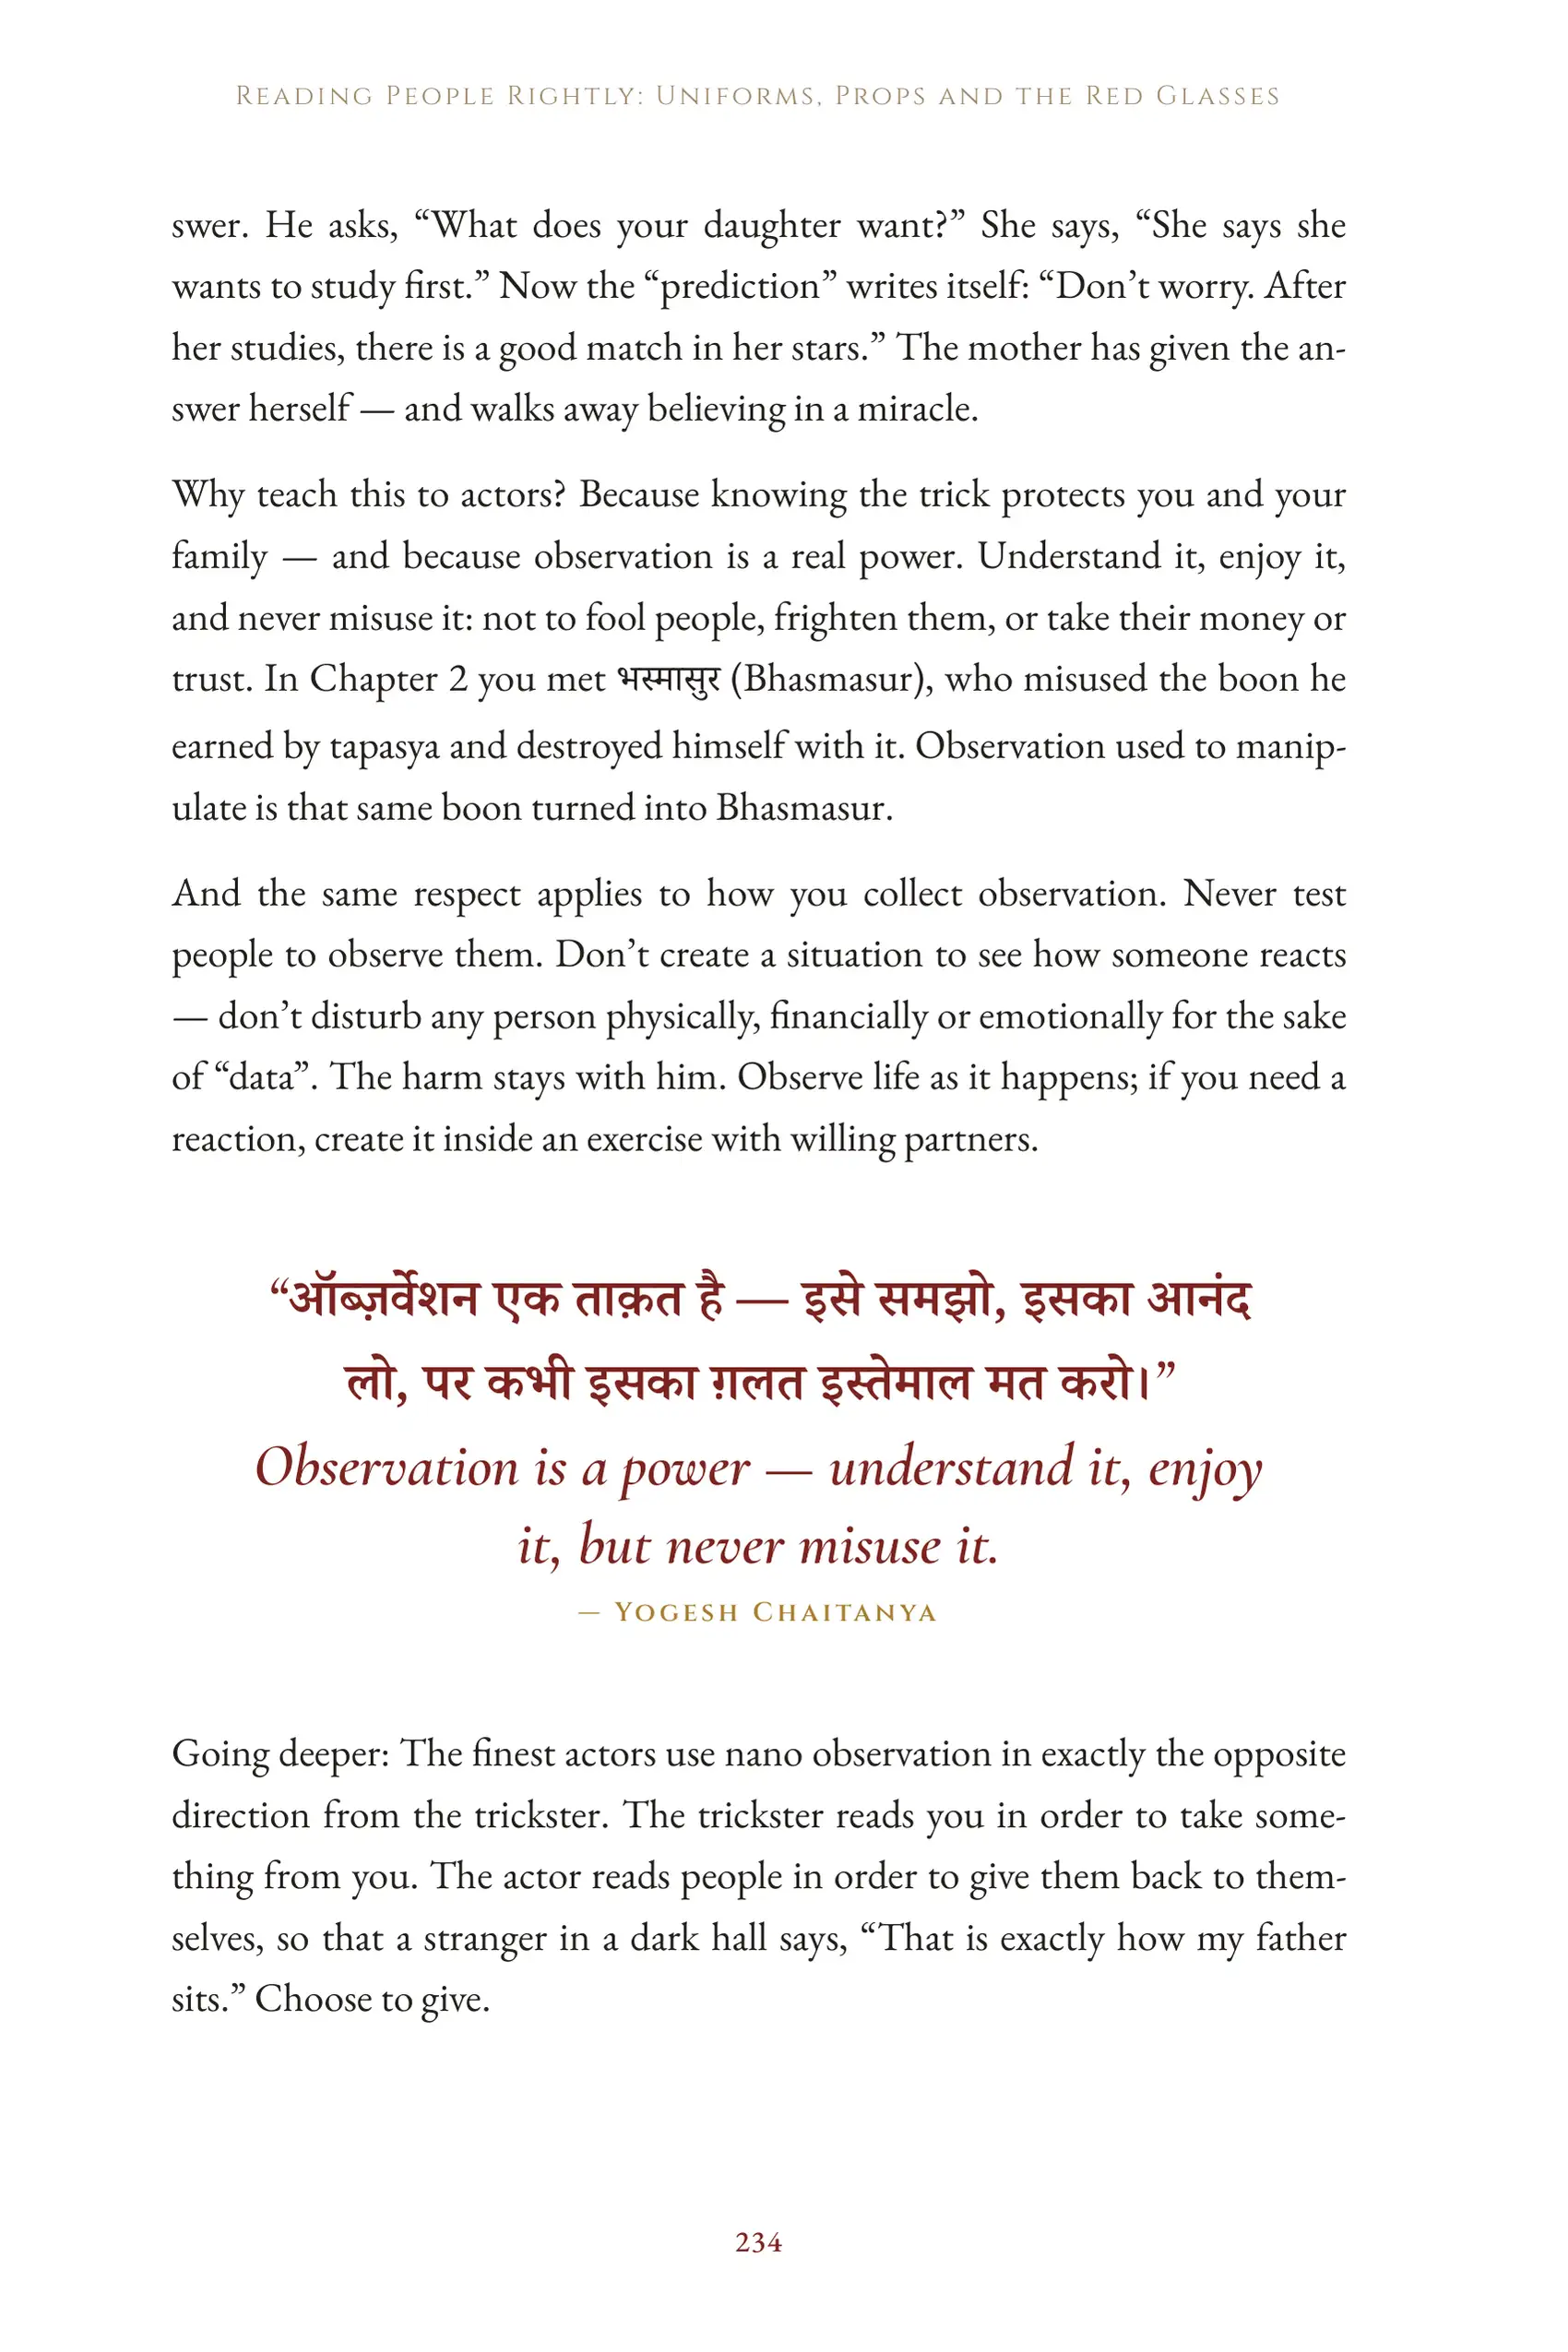 Reading People Rightly: Uniforms, Props and the Red Glasses
swer. He asks, “What does your daughter want?” She says, “She says she
wants to study first.” Now the “prediction” writes itself: “Don’t worry. After
her studies, there is a good match in her stars.” The mother has given the an-
swer herself — and walks away believing in a miracle.
Why teach this to actors? Because knowing the trick protects you and your
family — and because observation is a real power. Understand it, enjoy it,
and never misuse it: not to fool people, frighten them, or take their money or
trust. In Chapter 2 you met भस्मासुर (Bhasmasur), who misused the boon he
earned by tapasya and destroyed himself with it. Observation used to manip-
ulate is that same boon turned into Bhasmasur.
And the same respect applies to how you collect observation. Never test
people to observe them. Don’t create a situation to see how someone reacts
— don’t disturb any person physically, financially or emotionally for the sake
of “data”. The harm stays with him. Observe life as it happens; if you need a
reaction, create it inside an exercise with willing partners.
“ऑब्ज़र्वेशन एक ताक़त है — इसे समझो, इसका आनंद
लो, पर कभी इसका ग़लत इस्तेमाल मत करो।”
Observation is a power — understand it, enjoy
it, but never misuse it.
— Yogesh Chaitanya
Going deeper: The finest actors use nano observation in exactly the opposite
direction from the trickster. The trickster reads you in order to take some-
thing from you. The actor reads people in order to give them back to them-
selves, so that a stranger in a dark hall says, “That is exactly how my father
sits.” Choose to give.
234